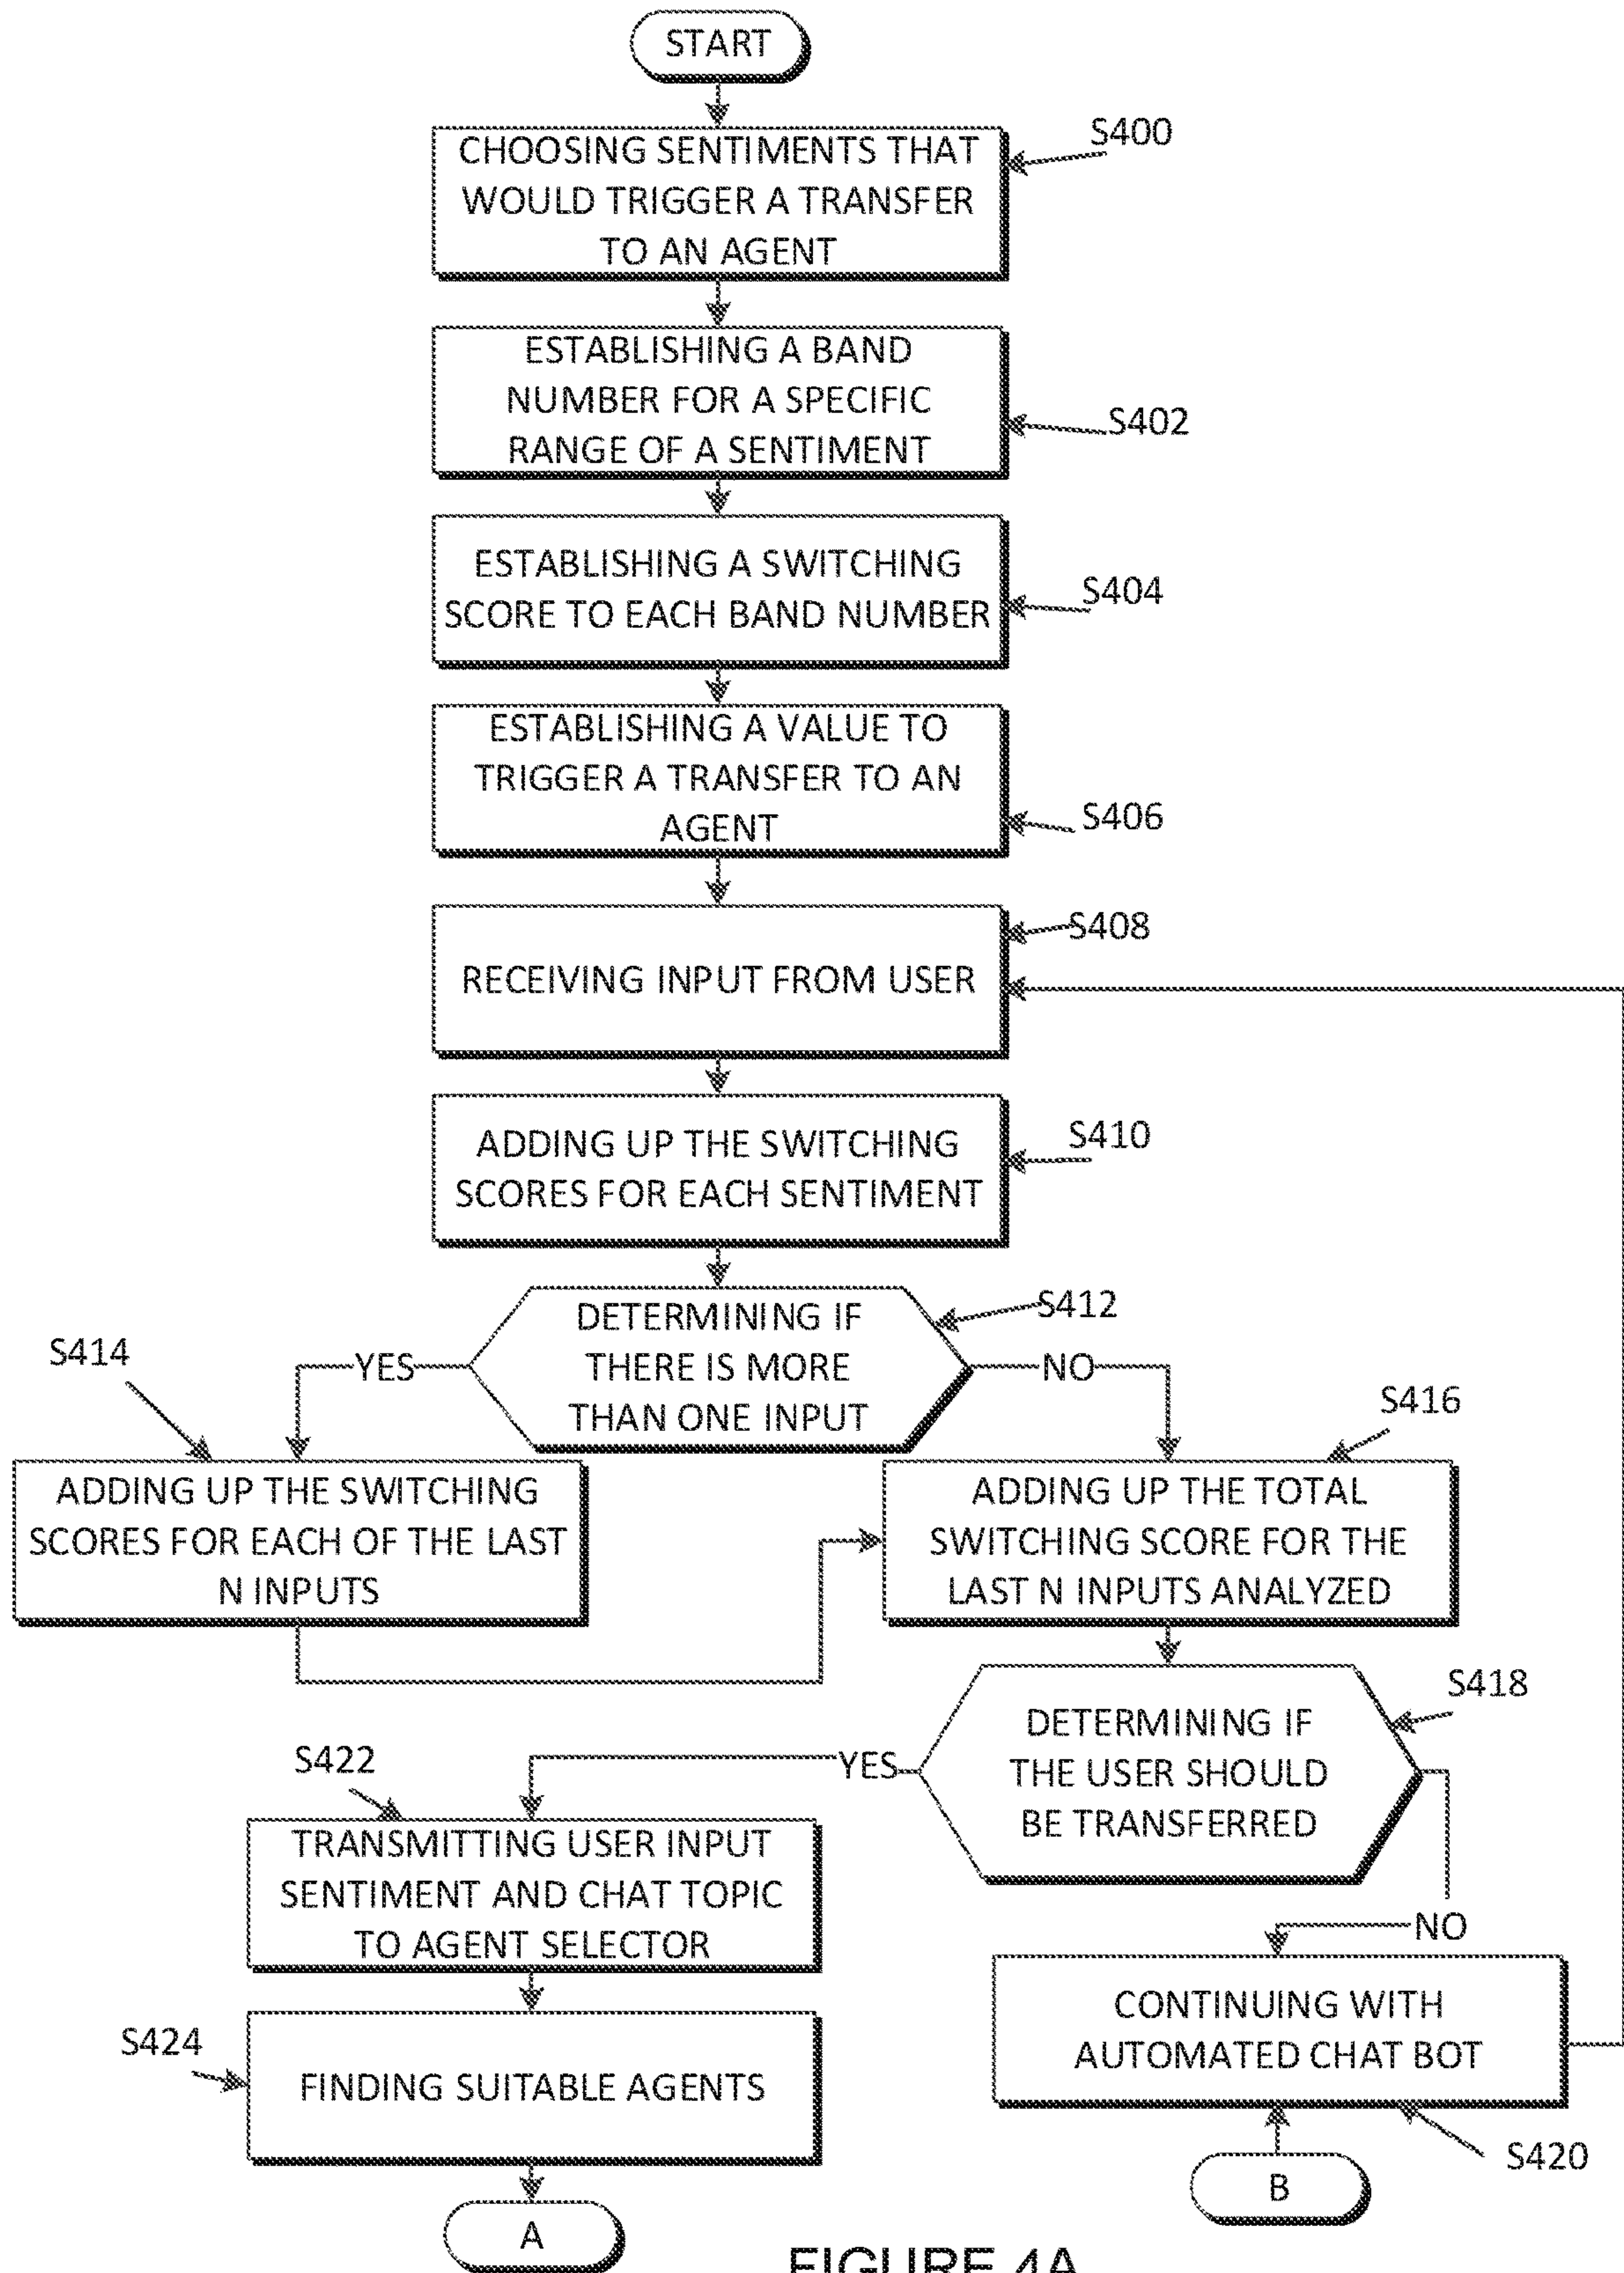 START
CHOOSING SENTIMENTS THAT
WOULD TRIGGER A TRANSFER
TO AN AGENT
S400
ESTABLISHING A BAND
NUMBER FOR A SPECIFIC
RANGE OF A SENTIMENT
S402
ESTABLISHING A SWITCHING
SCORE TO EACH BAND NUMBER
S404
ESTABLISHING A VALUE TO
TRIGGER A TRANSFER TO AN
AGENT
S406
RECEIVING INPUT FROM USER
S408
ADDING UP THE SWITCHING
SCORES FOR EACH SENTIMENT
S410
DETERMINING IF
THERE IS MORE
THAN ONE INPUT
S412
YES
NO
S414
ADDING UP THE SWITCHING
SCORES FOR EACH OF THE LAST
N INPUTS
S416
ADDING UP THE TOTAL
SWITCHING SCORE FOR THE
LAST N INPUTS ANALYZED
S418
DETERMINING IF
THE USER SHOULD
BE TRANSFERRED
YES
NO
S422
TRANSMITTING USER INPUT
SENTIMENT AND CHAT TOPIC
TO AGENT SELECTOR
S424
FINDING SUITABLE AGENTS
A
CONTINUING WITH
AUTOMATED CHAT BOT
S420
B
FIGURE 4A